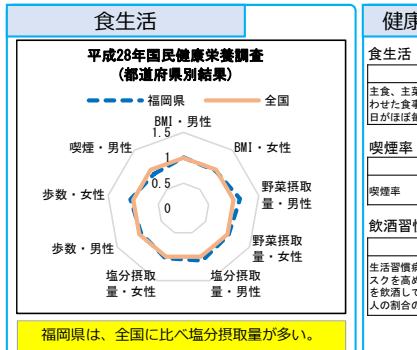 食生活
平成28年国民健康栄養調査
(都道府県別結果)
福岡県
全国
BMI・男性
BMI・女性
野菜摂取
量・男性
野菜摂取
量・女性
塩分摂取
量・男性
塩分摂取
量・女性
歩数・男性
歩数・女性
喫煙・男性
1.5
1
0.5
0
福岡県は、全国に比べ塩分摂取量が多い。
健康
食生活
主食、主菜
わせた食事
日がほぼ毎
喫煙率
喫煙率
飲酒習慣
生活習慣病
スクを高め
を飲酒して
人の割合の